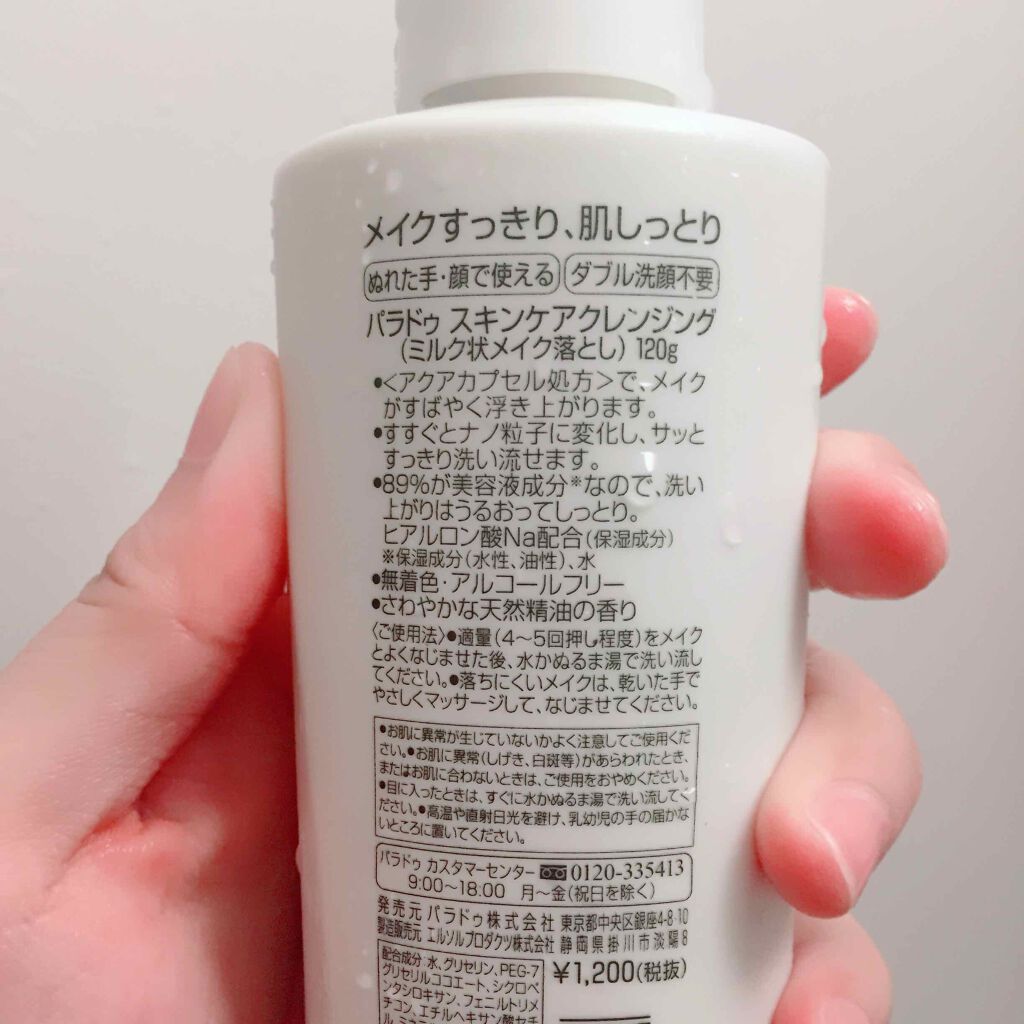 メイクすっきり、肌しっとり
ぬれた手・顔で使える ダブル洗顔不要
パラドゥ スキンケアクレンジング
(ミルク状メイク落とし) 120g
•<アクアカプセル処方>で、メイク
がすばやく浮き上がります。
•すすぐとナノ粒子に変化し、サッと
すっきり洗い流せます。
•89%が美容液成分※なので、洗い
上がりはうるおってしっとり。
ヒアルロン酸Na配合(保湿成分)
※保湿成分(水性、油性)、水
•無着色・アルコールフリー
•さわやかな天然精油の香り
〈ご使用法〉●適量(4〜5回押し程度)をメイク
とよくなじませた後、水かぬるま湯で洗い流し
てください。●落ちにくいメイクは、乾いた手で
やさしくマッサージして、なじませてください。
●お肌に異常が生じていないかよく注意してご使用くだ
さい。●お肌に異常(しげき、白斑等)があらわれたとき、
またはお肌に合わないときは、ご使用をおやめください。
●目に入ったときは、すぐに水かぬるま湯で洗い流してく
ださい。●高温や直射日光を避け、乳幼児の手の届かな
いところに置いてください。
パラドゥ カスタマーセンター 0120-335413
9:00〜18:00 月〜金(祝日を除く)
発売元 パラドゥ株式会社 東京都中央区銀座4-8-10
製造販売元 エルソルプロダクツ株式会社 静岡県掛川市淡陽8
¥1,200(税抜)
配合成分:水、グリセリン、PEG-7
グリセリルココエート、シクロペ
ンタシロキサン、フェニルトリメ
チコン、エチルヘキサン酸セチ